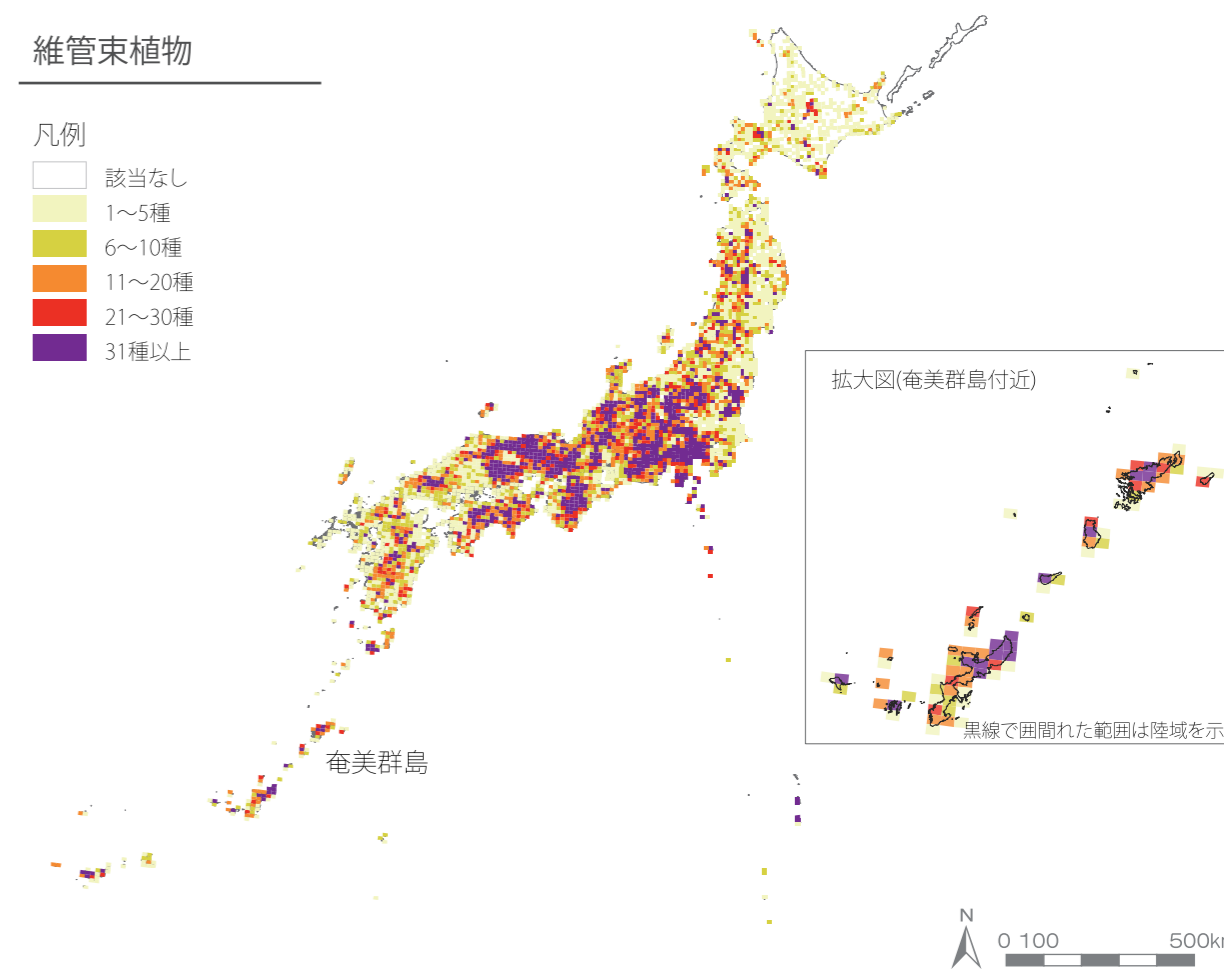 維管束植物
凡例
該当なし
1～5種
6～10種
11～20種
21～30種
31種以上
拡大図(奄美群島付近)
黒線で囲間れた範囲は陸域を示
奄美群島
N
0 100 500km